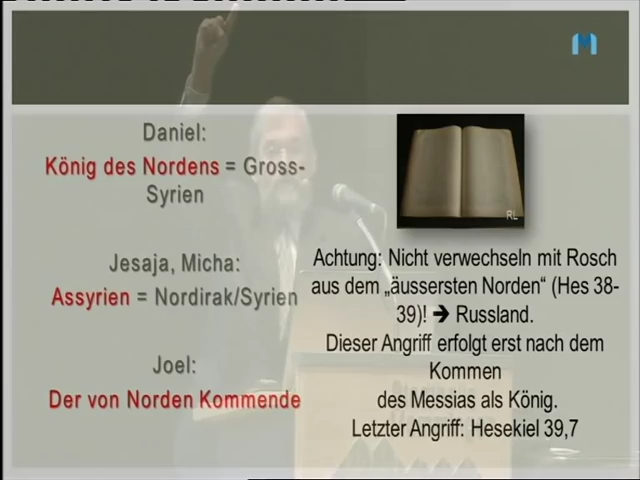 Daniel:
König des Nordens = Gross-
Syrien
Jesaja, Micha:
Assyrien = Nordirak/Syrien
Joel:
Der von Norden Kommende
RL
Achtung: Nicht verwechseln mit Rosch
aus dem „äussersten Norden“ (Hes 38-
39)! 🡺 Russland.
Dieser Angriff erfolgt erst nach dem
Kommen
des Messias als König.
Letzter Angriff: Hesekiel 39,7